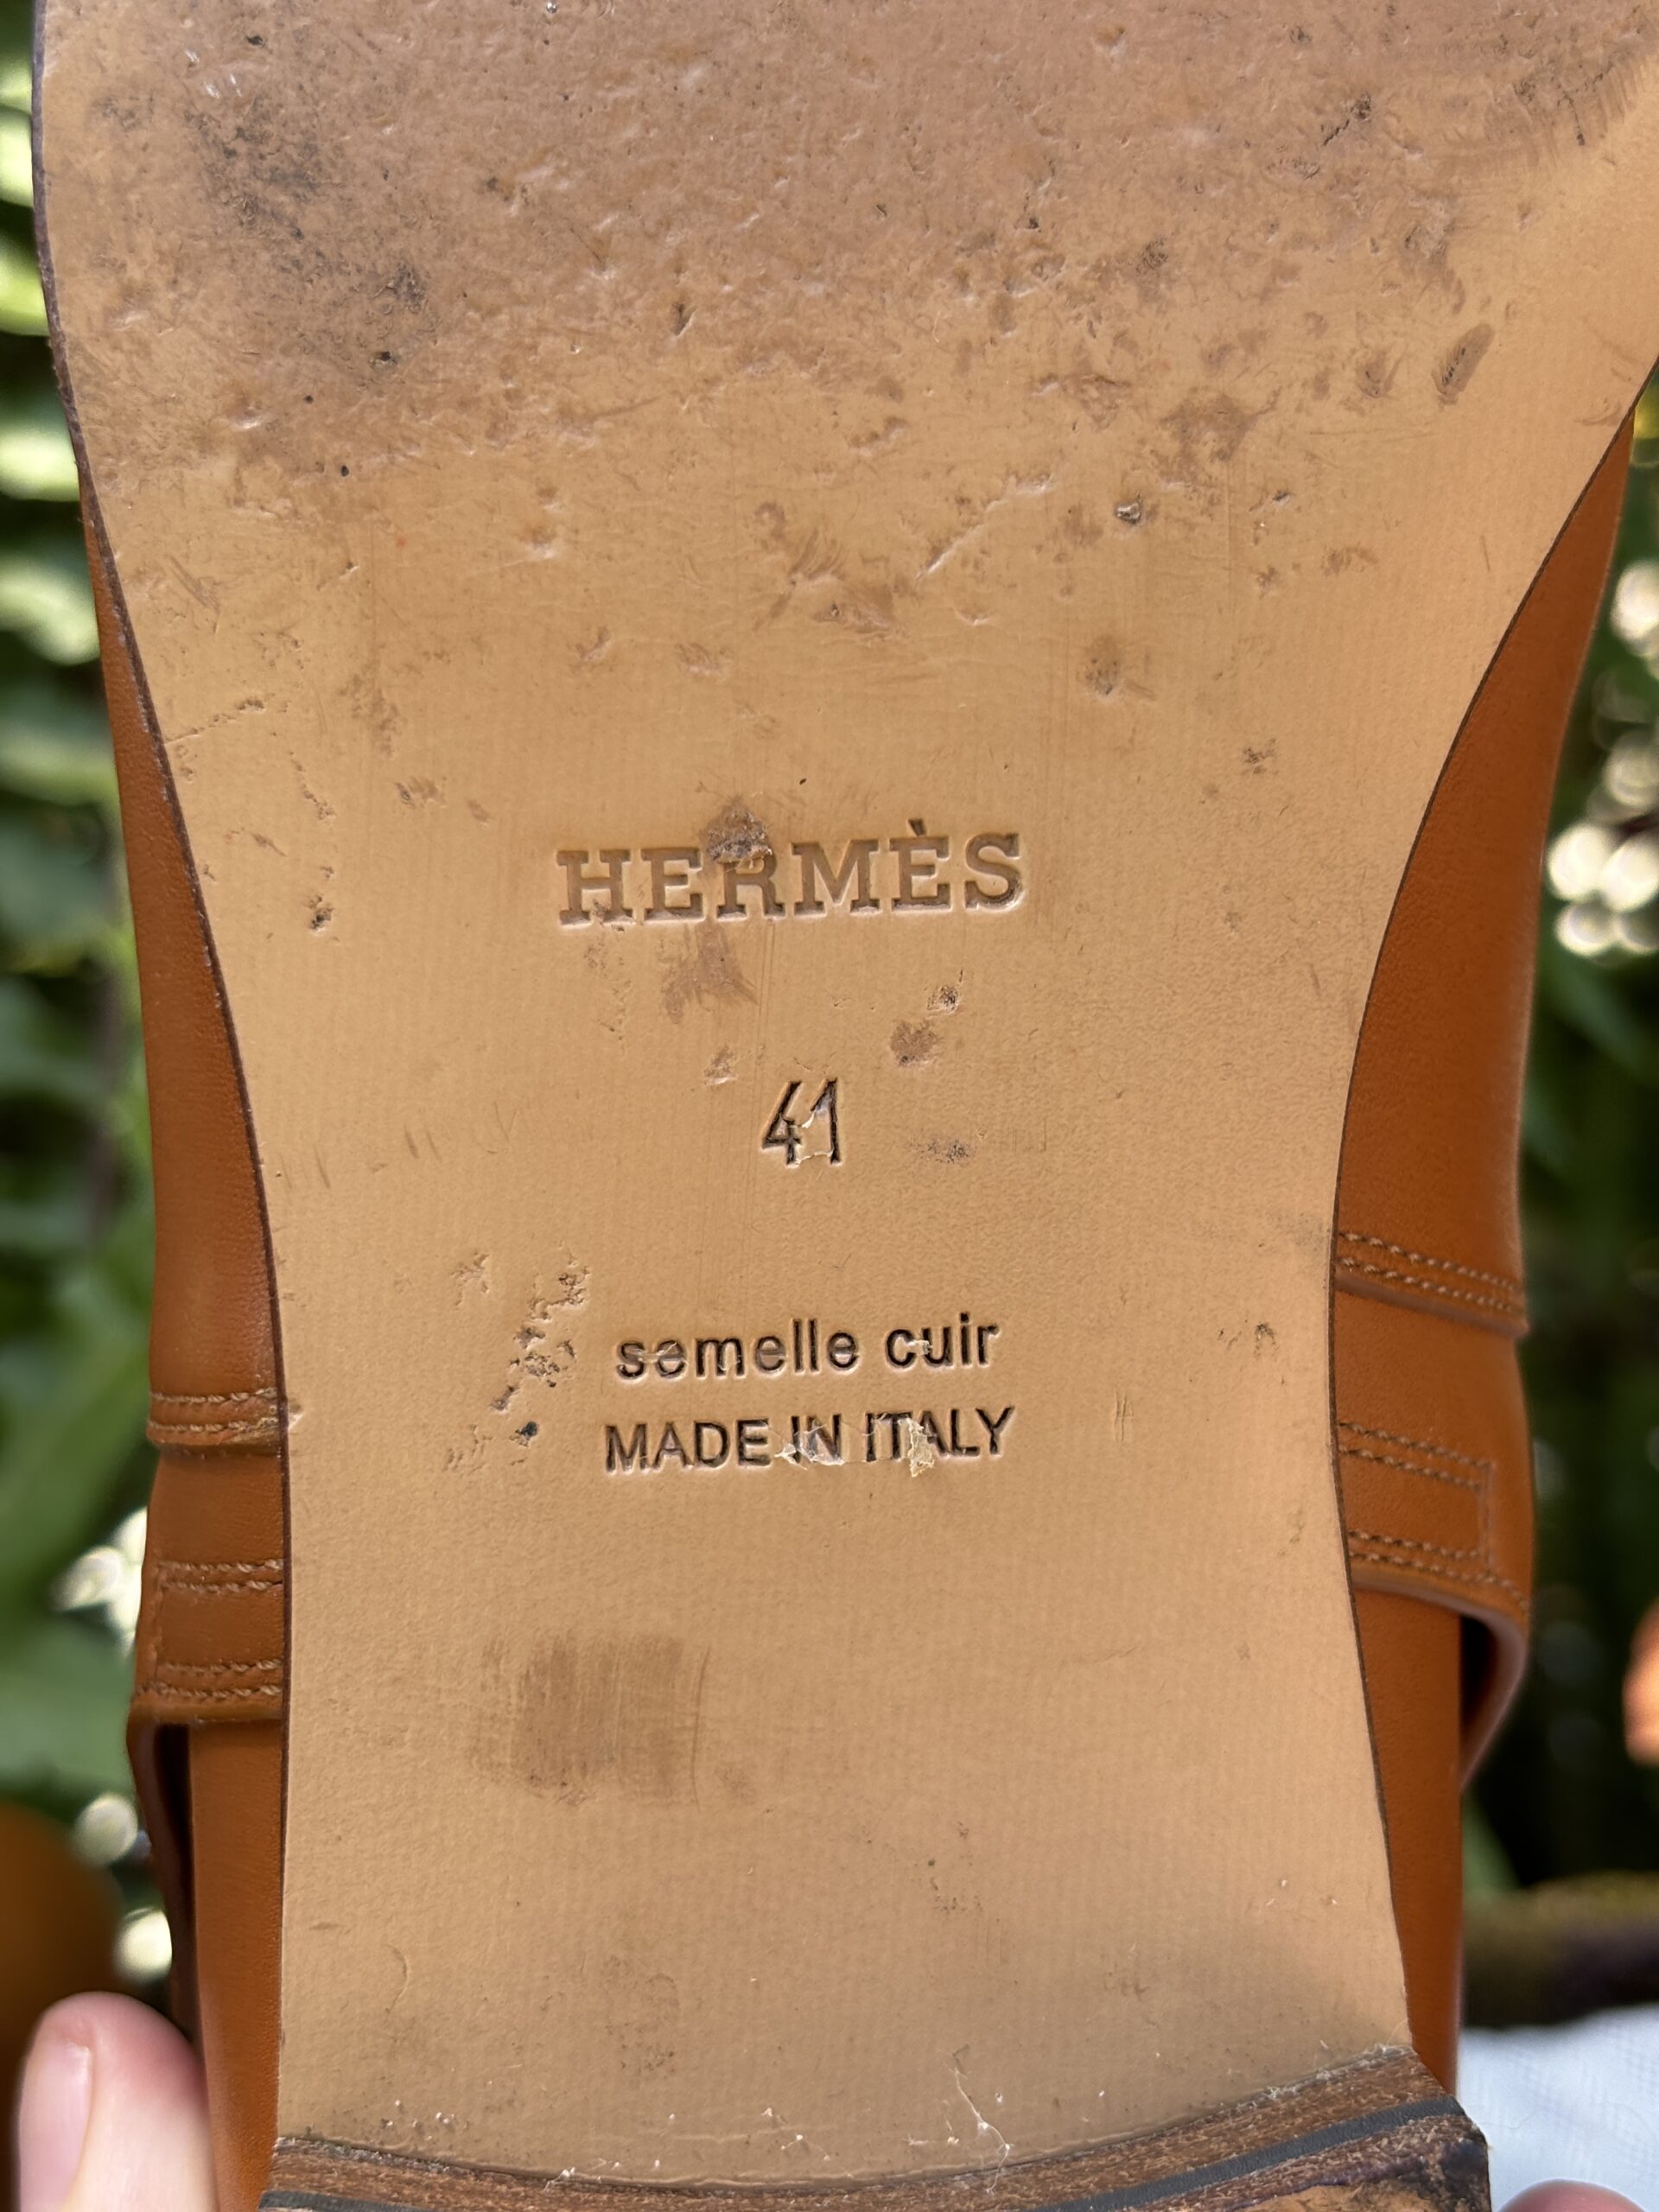 HERMÈS
41
semelle cuir
MADE IN ITALY